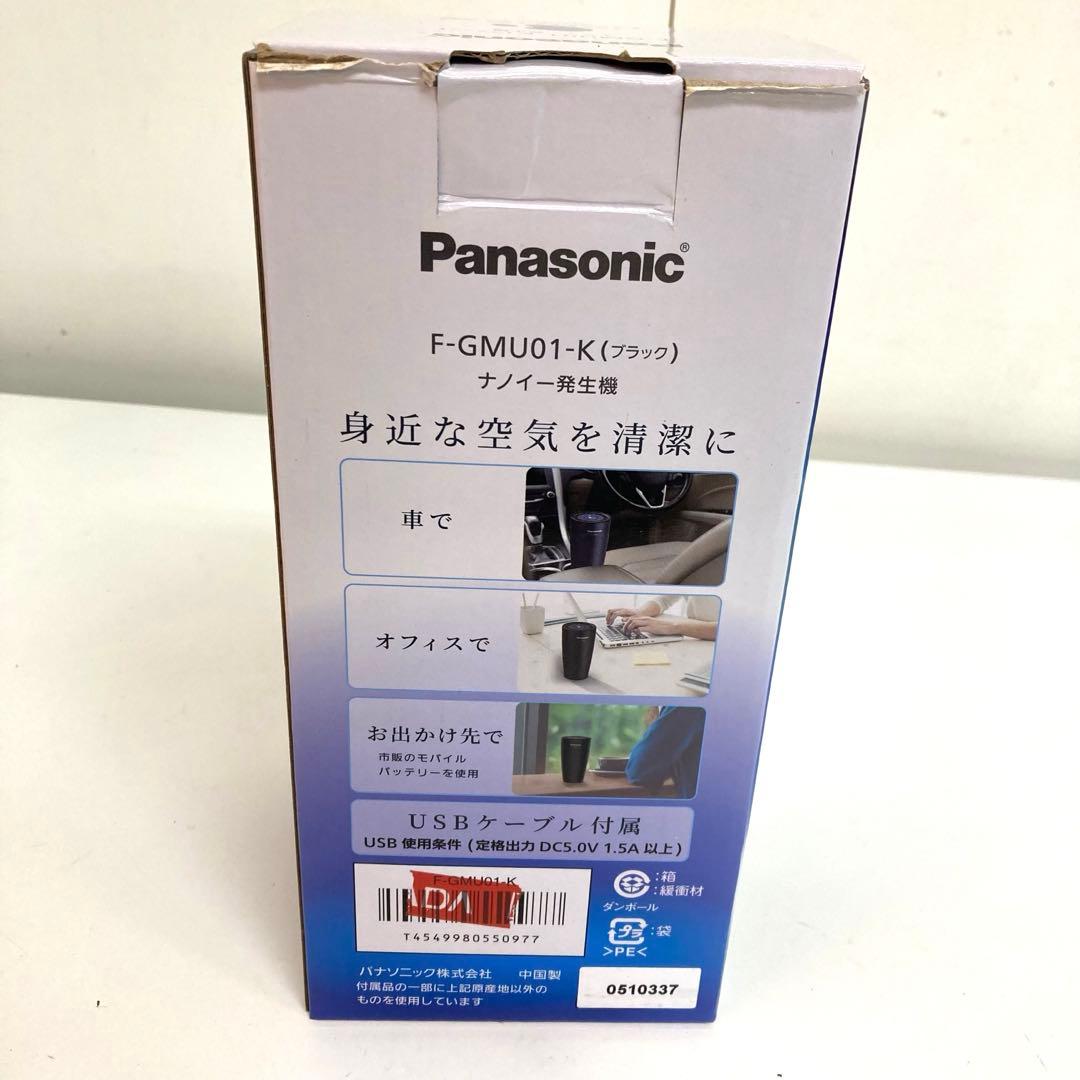 Panasonic
Panasonic®
F-GMU01-K(ブラック)
ナノイー発生機
身近な空気を清潔に
車で
オフィスで
お出かけ先で
市販のモバイル
バッテリーを使用
USBケーブル付属
USB 使用条件 (定格出力 DC5.0V 1.5A 以上)
F-GMU01-K
T4549980550977
:箱
:緩衝材
ダンボール
プラ:袋
>PE<
パナソニック株式会社 中国製
付属品の一部に上記原産地以外の
ものを使用しています
0510337